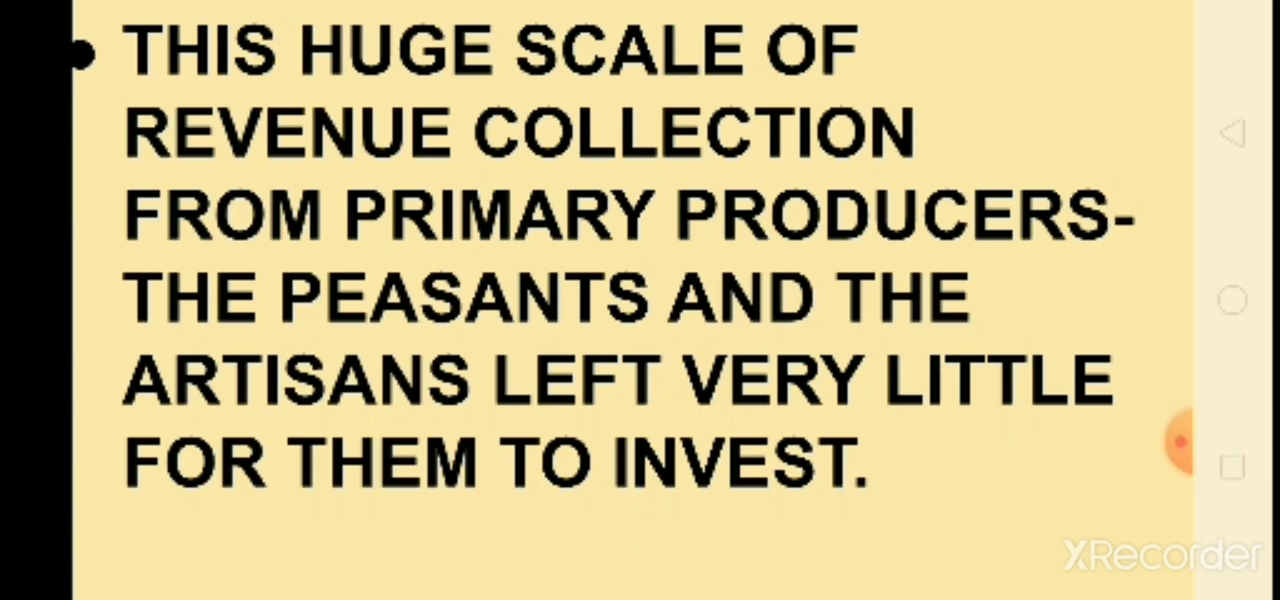 • THIS HUGE SCALE OF
REVENUE COLLECTION
FROM PRIMARY PRODUCERS-
THE PEASANTS AND THE
ARTISANS LEFT VERY LITTLE
FOR THEM TO INVEST.
XRecorder